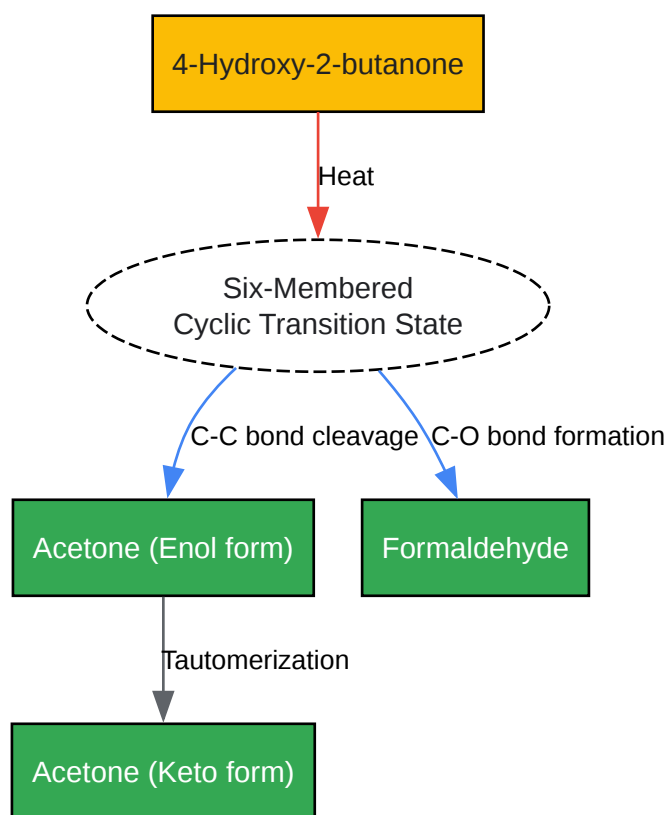 4-Hydroxy-2-butanone
Heat
Six-Membered
Cyclic Transition State
C-C bond cleavage
C-O bond formation
Acetone (Enol form)
Formaldehyde
Tautomerization
Acetone (Keto form)